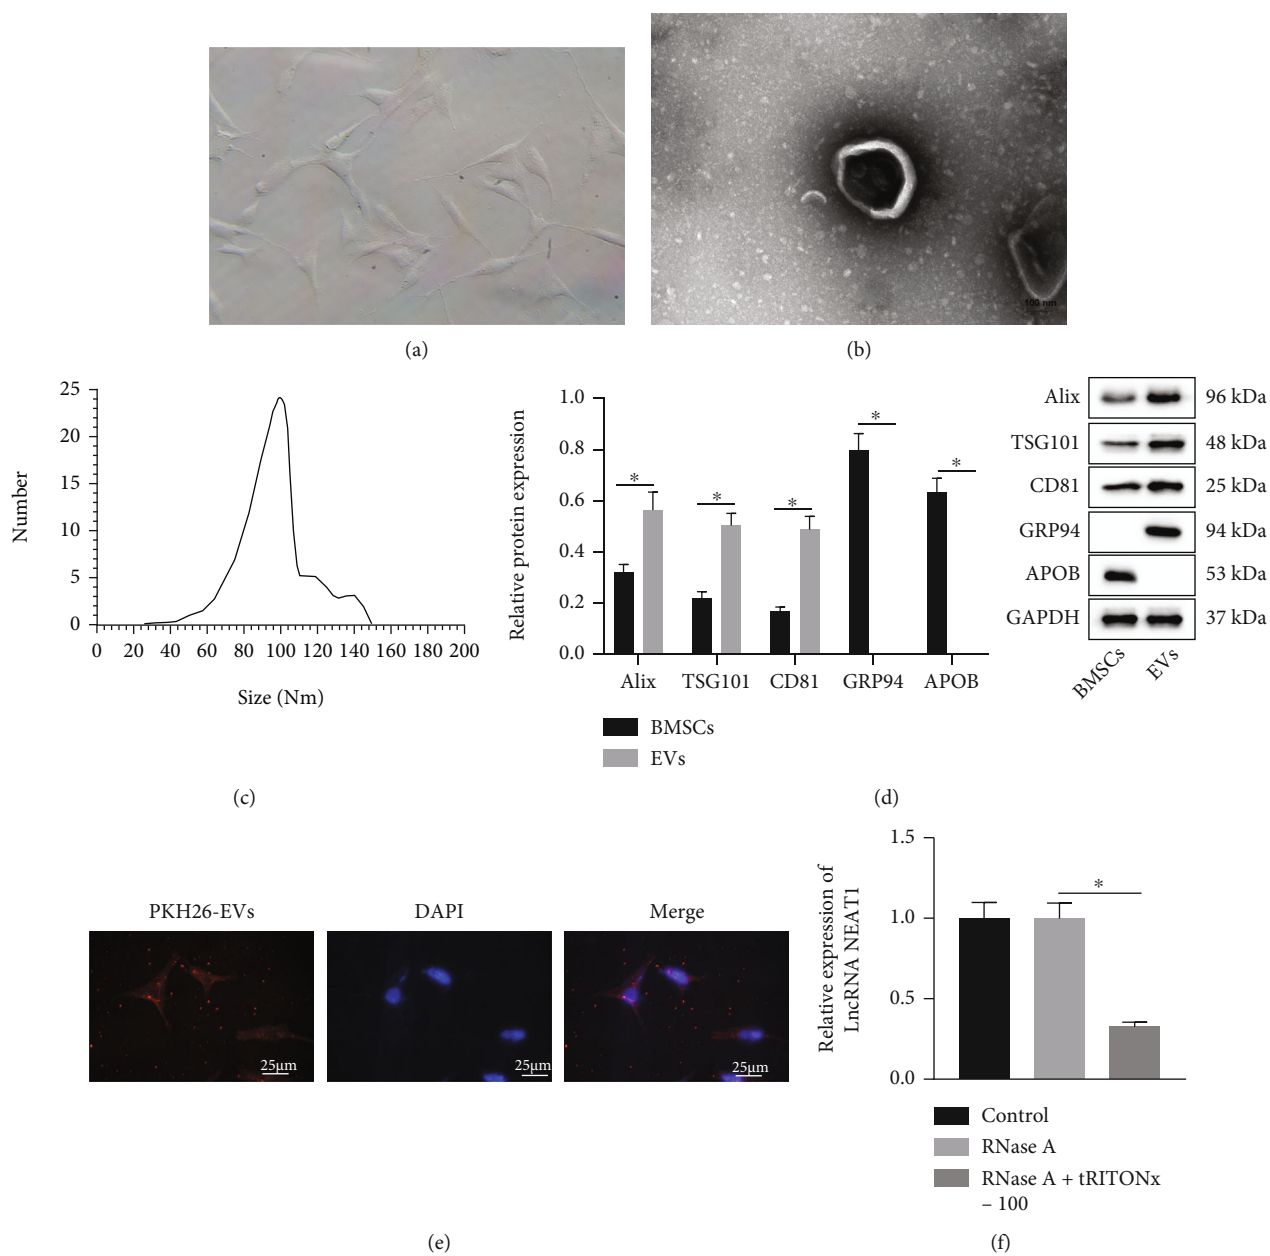 100 nm
(a)
(b)
Number
25
20
15
10
5
0
0 20 40 60 80 100 120 140 160 180 200
Size (Nm)
(c)
Relative protein expression
1.0
0.8
0.6
0.4
0.2
0.0
* * * * *
Alix TSG101 CD81 GRP94 APOB
BMSCs
EVs
Alix 96 kDa
TSG101 48 kDa
CD81 25 kDa
GRP94 94 kDa
APOB 53 kDa
GAPDH 37 kDa
BMSCs EVs
(d)
PKH26-EVs DAPI Merge
25μm 25μm 25μm
(e)
Relative expression of
LncRNA NEAT1
1.5
1.0
0.5
0.0
*
Control
RNase A
RNase A + tRITONx
– 100
(f)